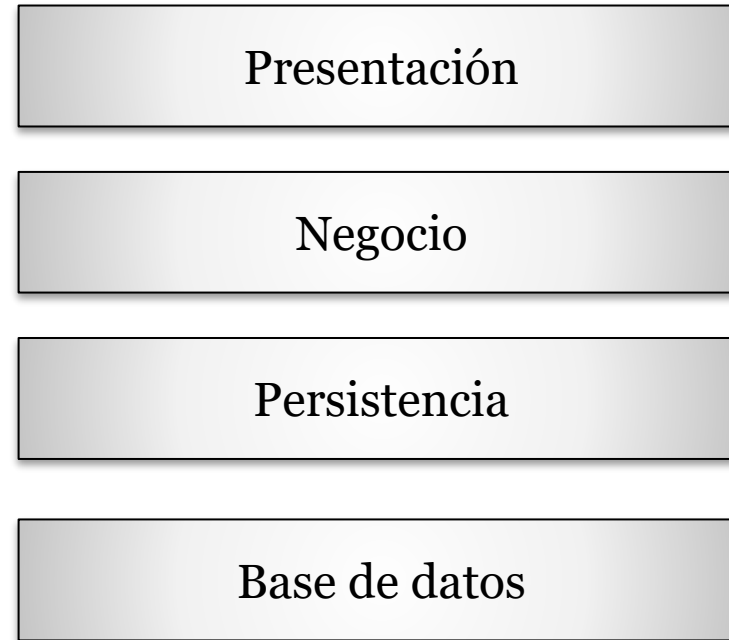 Presentación
Negocio
Persistencia
Base de datos